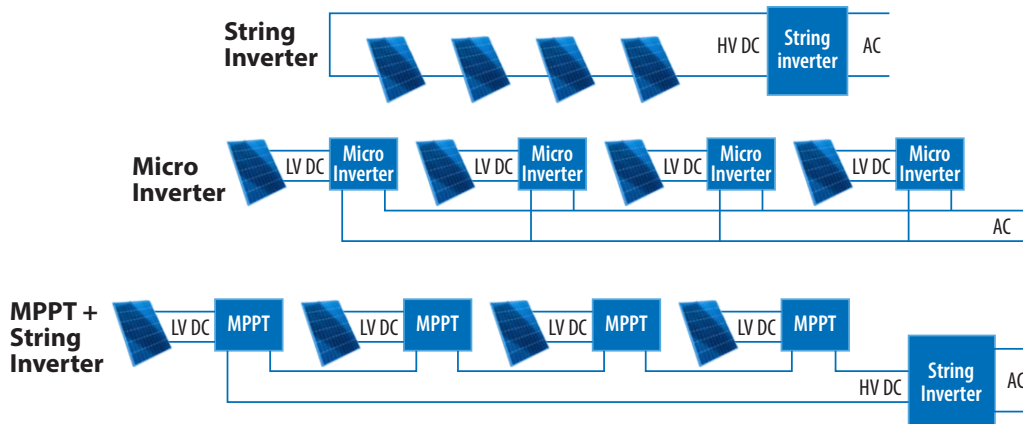 String
Inverter
HV DC
String
inverter
AC
Micro
Inverter
LV DC
Micro
Inverter
LV DC
Micro
Inverter
LV DC
Micro
Inverter
LV DC
Micro
Inverter
AC
MPPT +
String
Inverter
LV DC
MPPT
LV DC
MPPT
LV DC
MPPT
LV DC
MPPT
HV DC
String
Inverter
AC